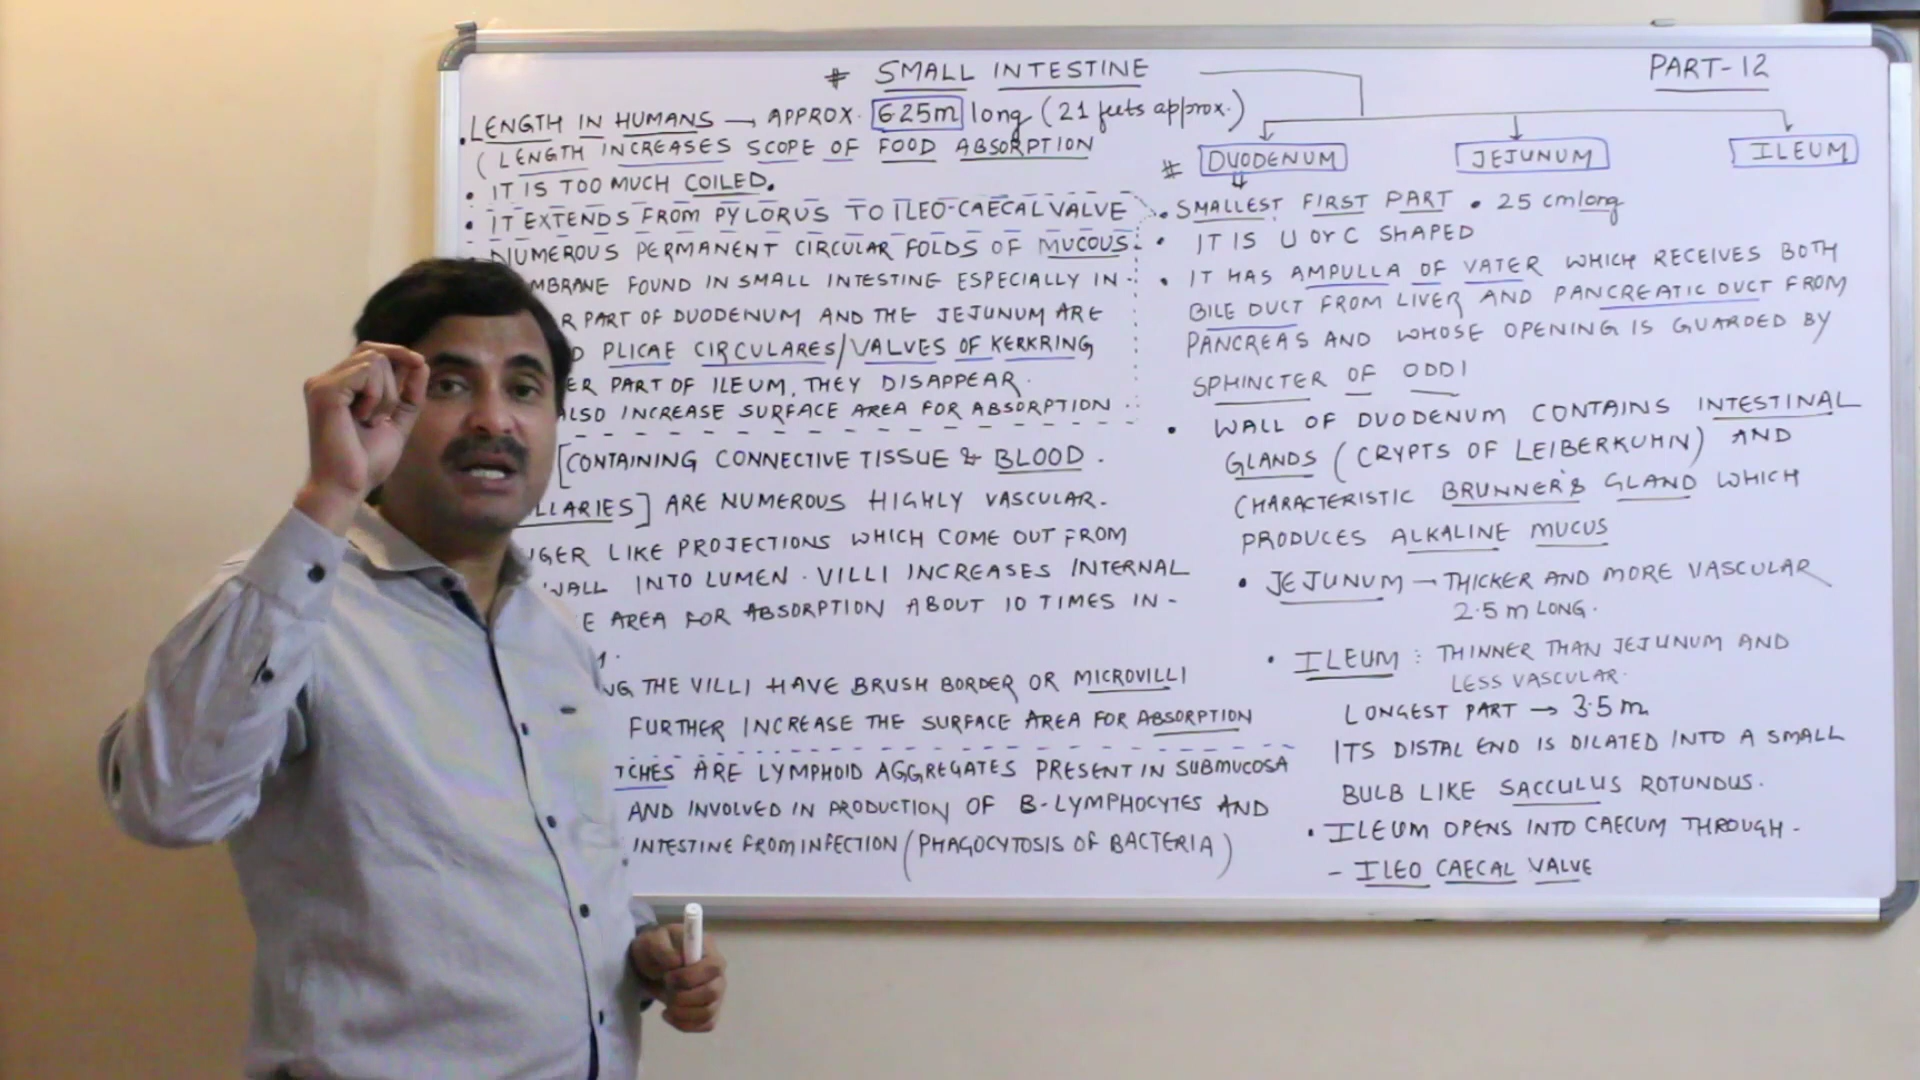 # SMALL INTESTINE
PART-12
• LENGTH IN HUMANS → APPROX. 6.25m long (21 feets approx.)
(LENGTH INCREASES SCOPE OF FOOD ABSORPTION
• IT IS TOO MUCH COILED.
• IT EXTENDS FROM PYLORUS TO ILEO-CAECAL VALVE
• NUMEROUS PERMANENT CIRCULAR FOLDS OF MUCOUS
MBRANE FOUND IN SMALL INTESTINE ESPECIALLY IN -
R PART OF DUODENUM AND THE JEJUNUM ARE
D PLICAE CIRCULARES/VALVES OF KERKRING
ER PART OF ILEUM, THEY DISAPPEAR.
ALSO INCREASE SURFACE AREA FOR ABSORPTION
[CONTAINING CONNECTIVE TISSUE & BLOOD.
LLARIES] ARE NUMEROUS HIGHLY VASCULAR.
GER LIKE PROJECTIONS WHICH COME OUT FROM
WALL INTO LUMEN. VILLI INCREASES INTERNAL
E AREA FOR ABSORPTION ABOUT 10 TIMES IN -
NG THE VILLI HAVE BRUSH BORDER OR MICROVILLI
FURTHER INCREASE THE SURFACE AREA FOR ABSORPTION
TCHES ARE LYMPHOID AGGREGATES PRESENT IN SUBMUCOSA
AND INVOLVED IN PRODUCTION OF B-LYMPHOCYTES AND
INTESTINE FROM INFECTION (PHAGOCYTOSIS OF BACTERIA)
# DUODENUM JEJUNUM ILEUM
• SMALLEST FIRST PART • 25 cm long
• IT IS U Or C SHAPED
• IT HAS AMPULLA OF VATER WHICH RECEIVES BOTH
BILE DUCT FROM LIVER AND PANCREATIC DUCT FROM
PANCREAS AND WHOSE OPENING IS GUARDED BY
SPHINCTER OF ODDI
• WALL OF DUODENUM CONTAINS INTESTINAL
GLANDS (CRYPTS OF LEIBERKUHN) AND
CHARACTERISTIC BRUNNER'S GLAND WHICH
PRODUCES ALKALINE MUCUS
• JEJUNUM → THICKER AND MORE VASCULAR
2.5 m LONG.
• ILEUM : THINNER THAN JEJUNUM AND
LESS VASCULAR.
LONGEST PART → 3.5 m
ITS DISTAL END IS DILATED INTO A SMALL
BULB LIKE SACCULUS ROTUNDUS.
• ILEUM OPENS INTO CAECUM THROUGH -
- ILEO CAECAL VALVE